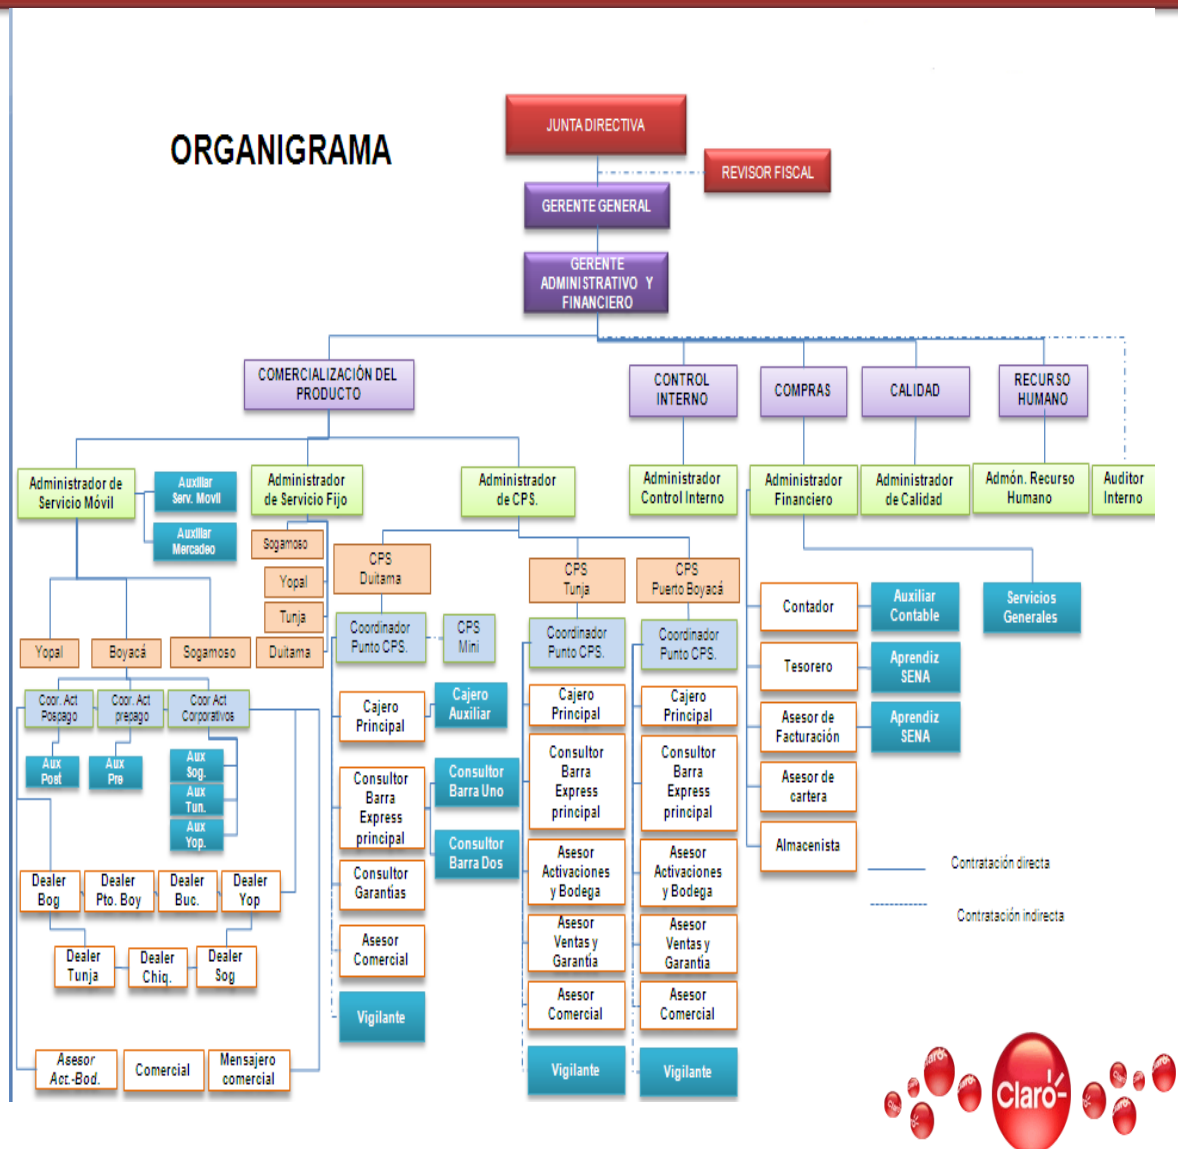 ORGANIGRAMA
JUNTA DIRECTIVA
REVISOR FISCAL
GERENTE GENERAL
GERENTE
ADMINISTRATIVO Y
FINANCIERO
COMERCIALIZACIÓN DEL
PRODUCTO
CONTROL
INTERNO
COMPRAS
CALIDAD
RECURSO
HUMANO
Administrador de
Servicio Móvil
Auxiliar
Serv. Movil
Auxiliar
Mercadeo
Administrador
de Servicio Fijo
Administrador
de CPS.
Administrador
Control Interno
Administrador
Financiero
Administrador
de Calidad
Admón. Recurso
Humano
Auditor
Interno
Sogamoso
Yopal
Tunja
Duitama
Yopal
Boyacá
Sogamoso
Coor. Act
Pospago
Coor. Act
prepago
Coor Act
Corporativos
Aux
Post
Aux
Pre
Aux
Sog.
Aux
Tun.
Aux
Yop.
Dealer
Bog
Dealer
Pto. Boy
Dealer
Buc.
Dealer
Yop
Dealer
Tunja
Dealer
Chiq.
Dealer
Sog
Asesor
Act.-Bod.
Comercial
Mensajero
comercial
CPS
Duitama
Coordinador
Punto CPS.
CPS
Mini
Cajero
Principal
Cajero
Auxiliar
Consultor
Barra
Express
principal
Consultor
Barra Uno
Consultor
Barra Dos
Consultor
Garantías
Asesor
Comercial
Vigilante
CPS
Tunja
Coordinador
Punto CPS.
Cajero
Principal
Consultor
Barra
Express
principal
Asesor
Activaciones
y Bodega
Asesor
Ventas y
Garantía
Asesor
Comercial
Vigilante
CPS
Puerto Boyacá
Coordinador
Punto CPS.
Cajero
Principal
Consultor
Barra
Express
principal
Asesor
Activaciones
y Bodega
Asesor
Ventas y
Garantía
Asesor
Comercial
Vigilante
Contador
Auxiliar
Contable
Servicios
Generales
Tesorero
Aprendiz
SENA
Asesor de
Facturación
Aprendiz
SENA
Asesor de
cartera
Almacenista
Contratación directa
Contratación indirecta
Claro